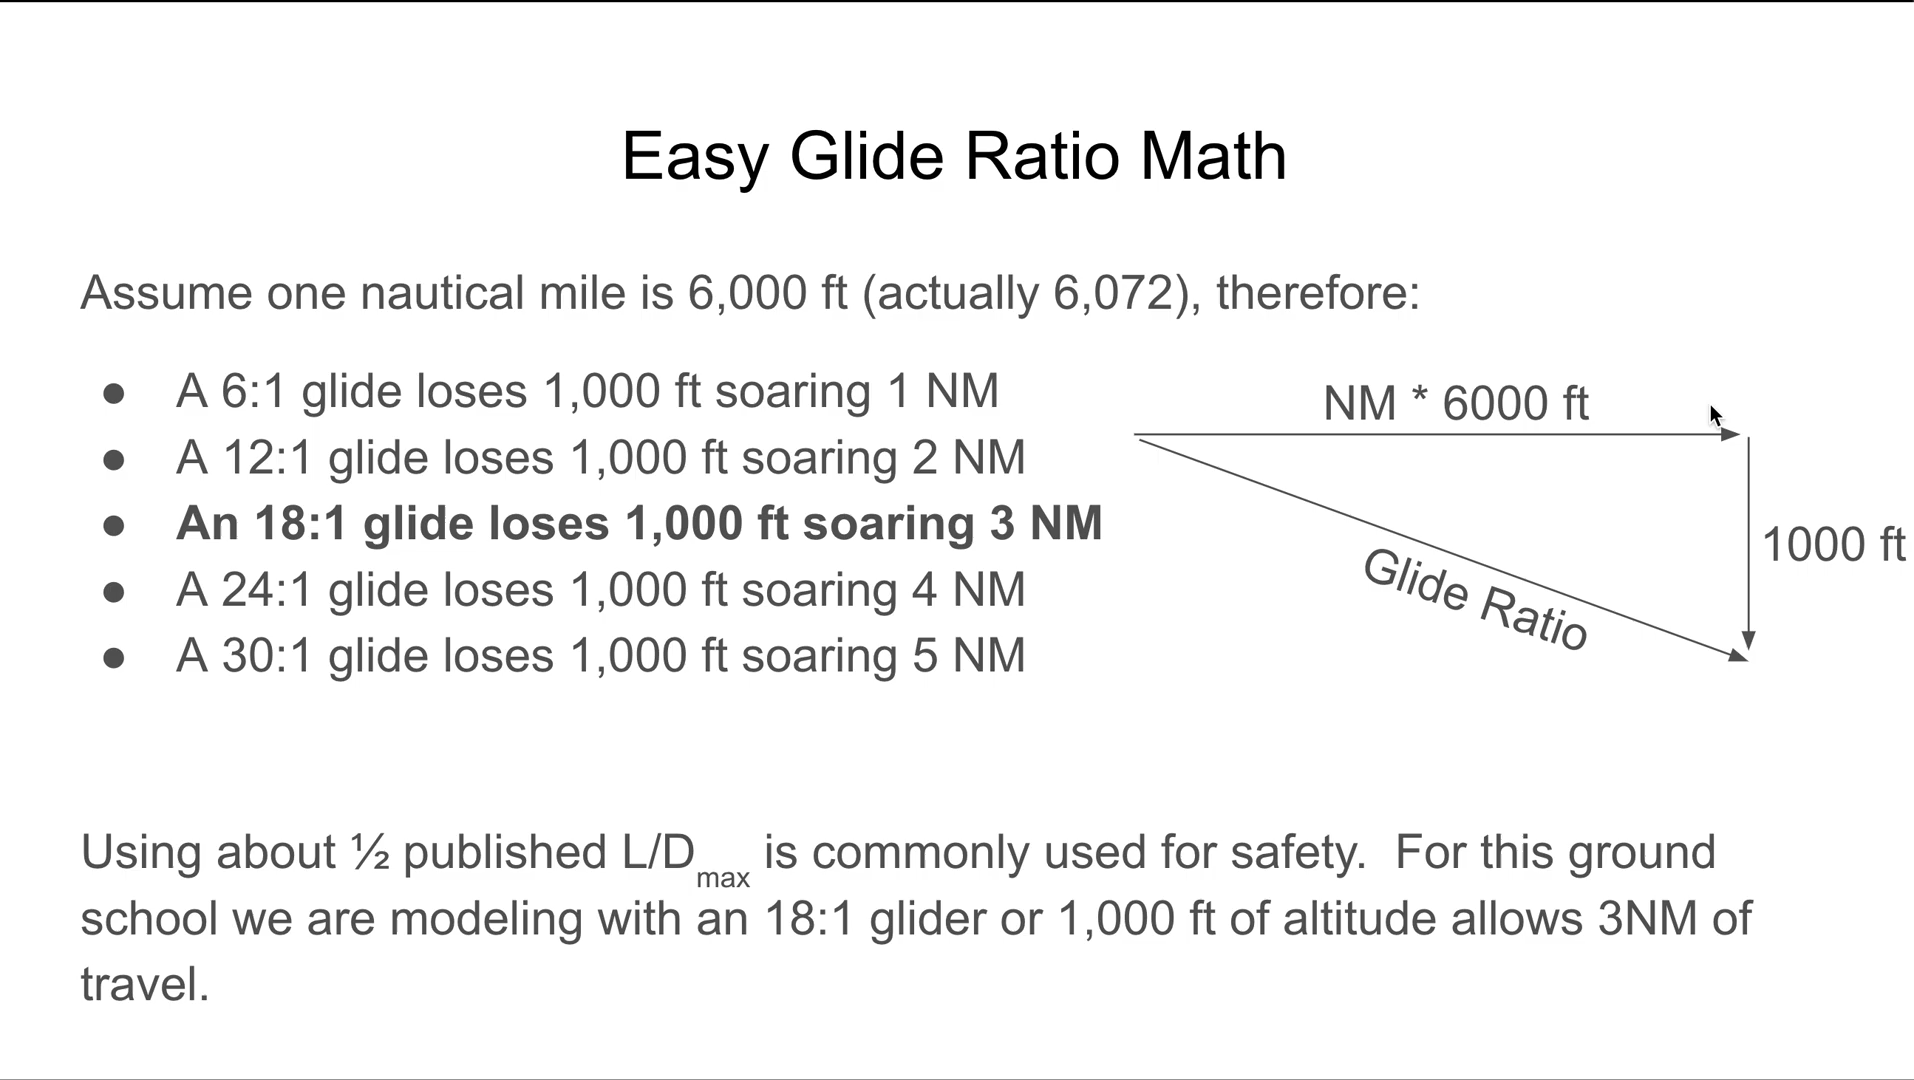 Easy Glide Ratio Math
Assume one nautical mile is 6,000 ft (actually 6,072), therefore:
● A 6:1 glide loses 1,000 ft soaring 1 NM
● A 12:1 glide loses 1,000 ft soaring 2 NM
● An 18:1 glide loses 1,000 ft soaring 3 NM
● A 24:1 glide loses 1,000 ft soaring 4 NM
● A 30:1 glide loses 1,000 ft soaring 5 NM
NM * 6000 ft
1000 ft
Glide Ratio
Using about ½ published L/Dmax is commonly used for safety. For this ground
school we are modeling with an 18:1 glider or 1,000 ft of altitude allows 3NM of
travel.